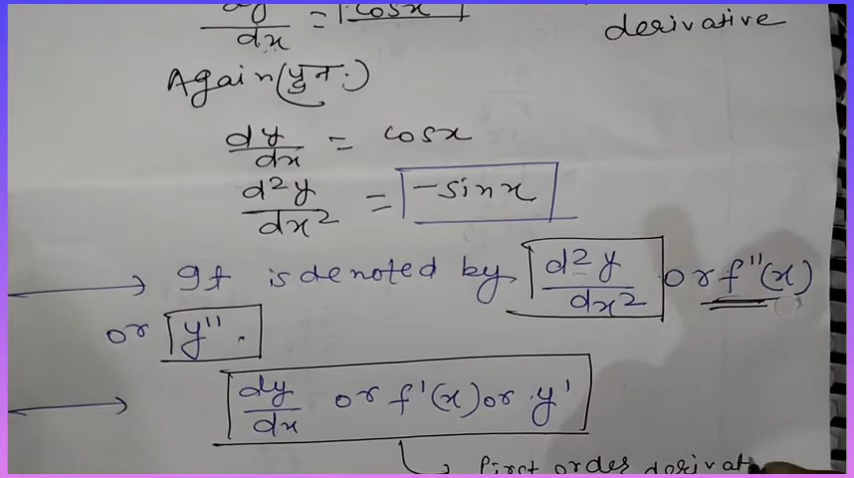 dy/dx = cosx
derivative
Again (पुन:)
dy/dx = cosx
d²y/dx² = -sinx
→ It is denoted by d²y/dx² or f''(x)
or y''.
→ dy/dx or f'(x) or y'
First order derivat